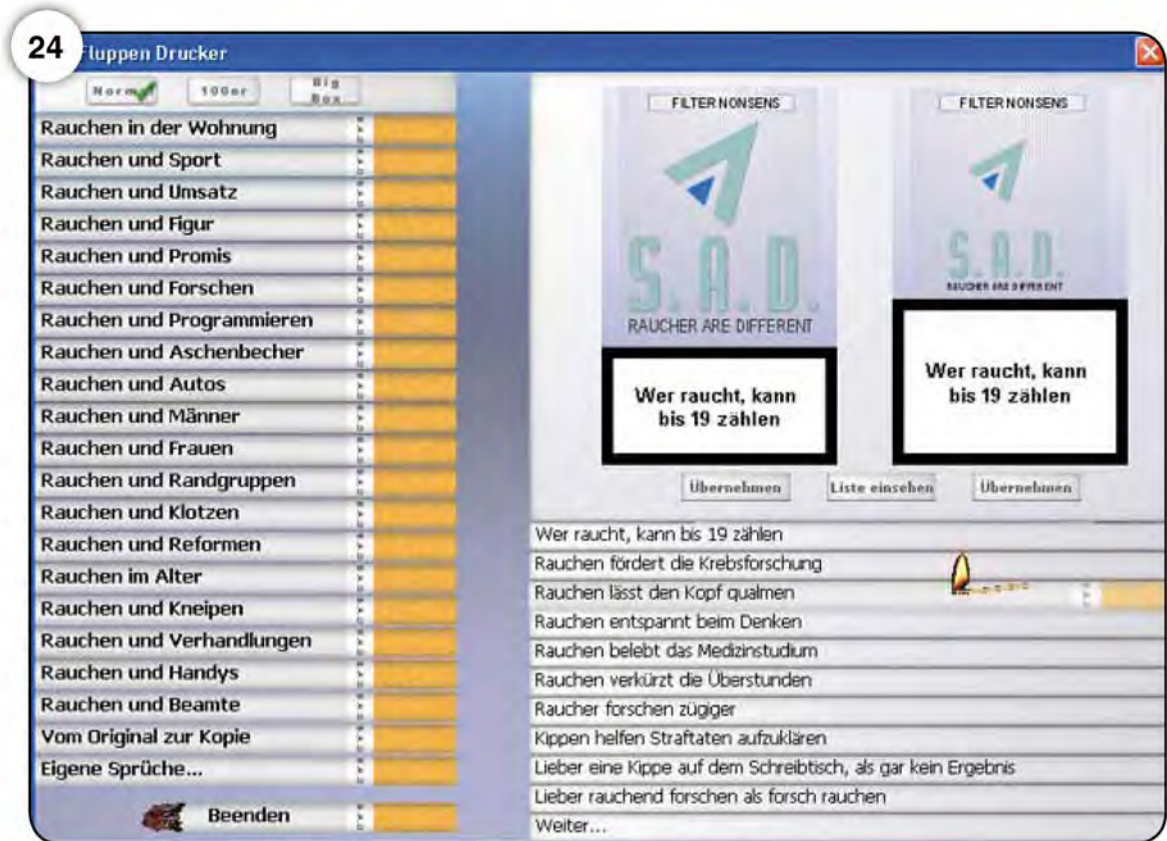 24
Fluppen Drucker
Norm
100er
Big
Box
Rauchen in der Wohnung
Rauchen und Sport
Rauchen und Umsatz
Rauchen und Figur
Rauchen und Promis
Rauchen und Forschen
Rauchen und Programmieren
Rauchen und Aschenbecher
Rauchen und Autos
Rauchen und Männer
Rauchen und Frauen
Rauchen und Randgruppen
Rauchen und Klotzen
Rauchen und Reformen
Rauchen im Alter
Rauchen und Kneipen
Rauchen und Verhandlungen
Rauchen und Handys
Rauchen und Beamte
Vom Original zur Kopie
Eigene Sprüche...
Beenden
FILTER NONSENS
S.A.D.
RAUCHER ARE DIFFERENT
Wer raucht, kann
bis 19 zählen
FILTER NONSENS
S.A.D.
RAUCHER ARE DIFFERENT
Wer raucht, kann
bis 19 zählen
Übernehmen
Liste einsehen
Übernehmen
Wer raucht, kann bis 19 zählen
Rauchen fördert die Krebsforschung
Rauchen lässt den Kopf qualmen
Rauchen entspannt beim Denken
Rauchen belebt das Medizinstudium
Rauchen verkürzt die Überstunden
Raucher forschen zügiger
Kippen helfen Straftaten aufzuklären
Lieber eine Kippe auf dem Schreibtisch, als gar kein Ergebnis
Lieber rauchend forschen als forsch rauchen
Weiter...